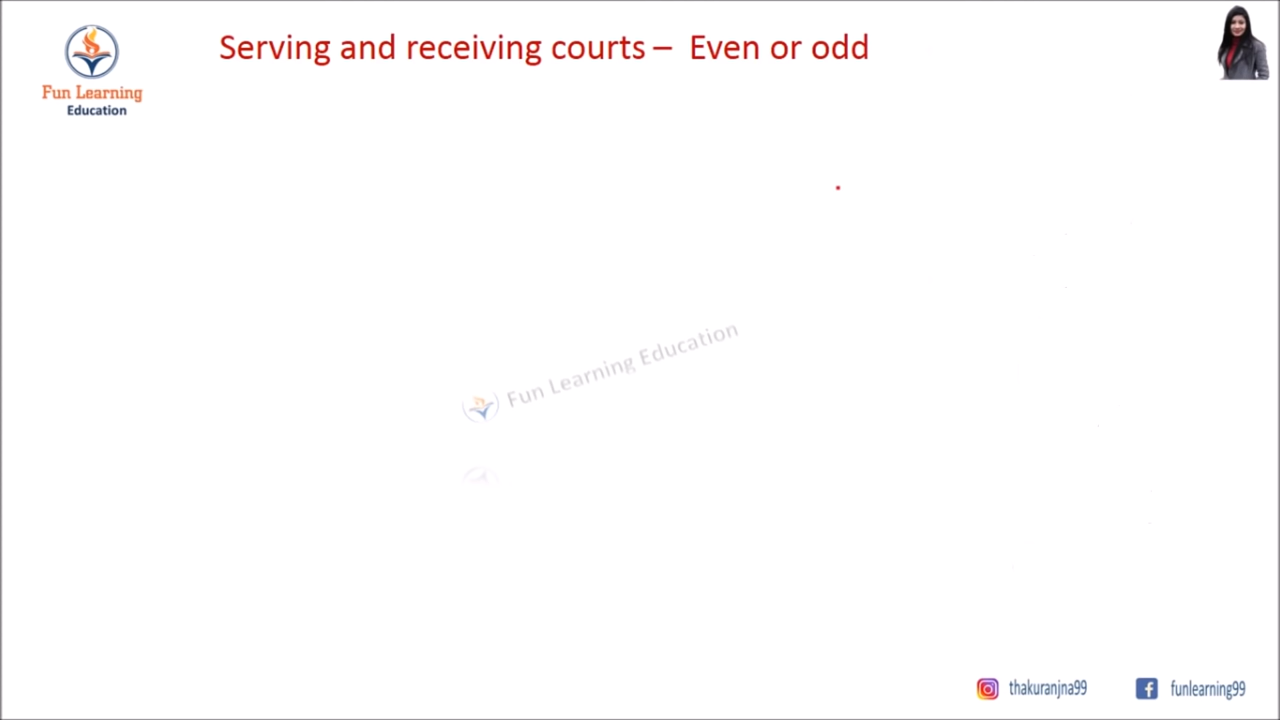 Serving and receiving courts – Even or odd
Fun Learning
Education
Fun Learning Education
thakuranjna99
funlearning99